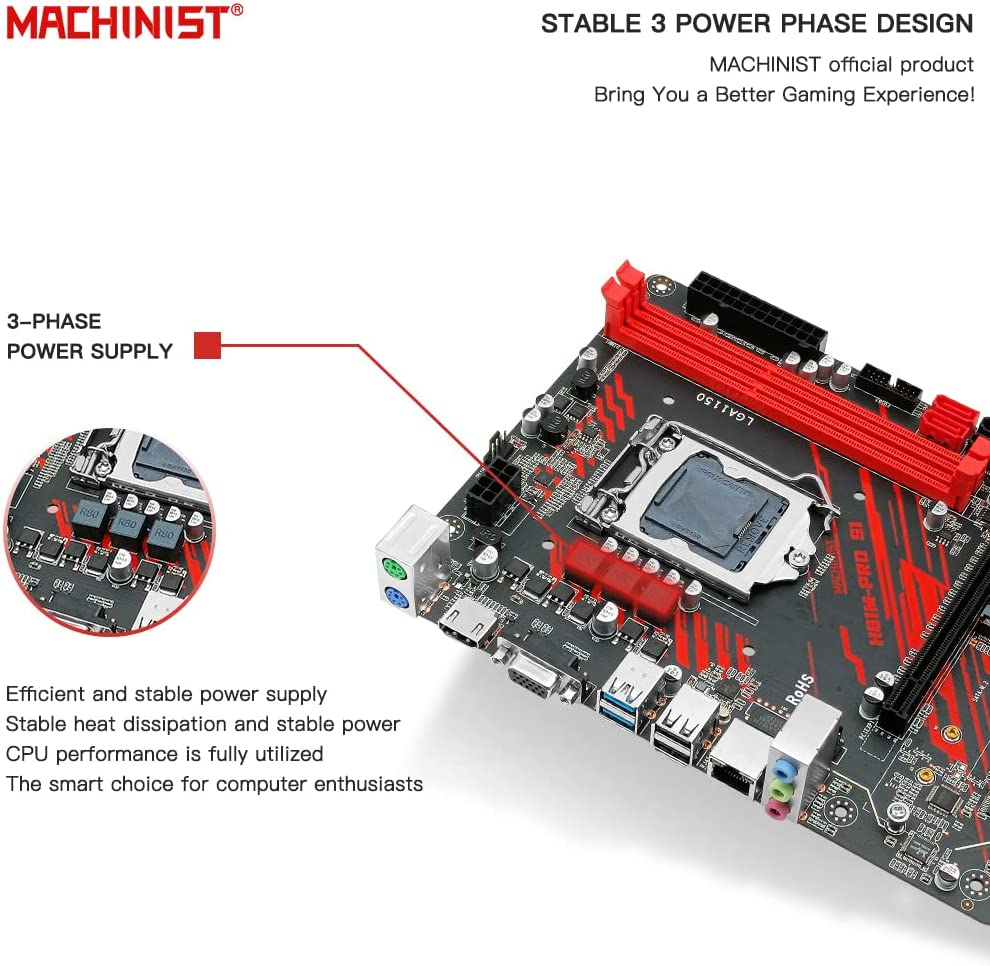 MACHINIST®
STABLE 3 POWER PHASE DESIGN
MACHINIST official product
Bring You a Better Gaming Experience!
3-PHASE
POWER SUPPLY
R80 R80 R80
Efficient and stable power supply
Stable heat dissipation and stable power
CPU performance is fully utilized
The smart choice for computer enthusiasts
LGA1150
REMOVE
MACHINIST
H81M-PRO S1
RoHS